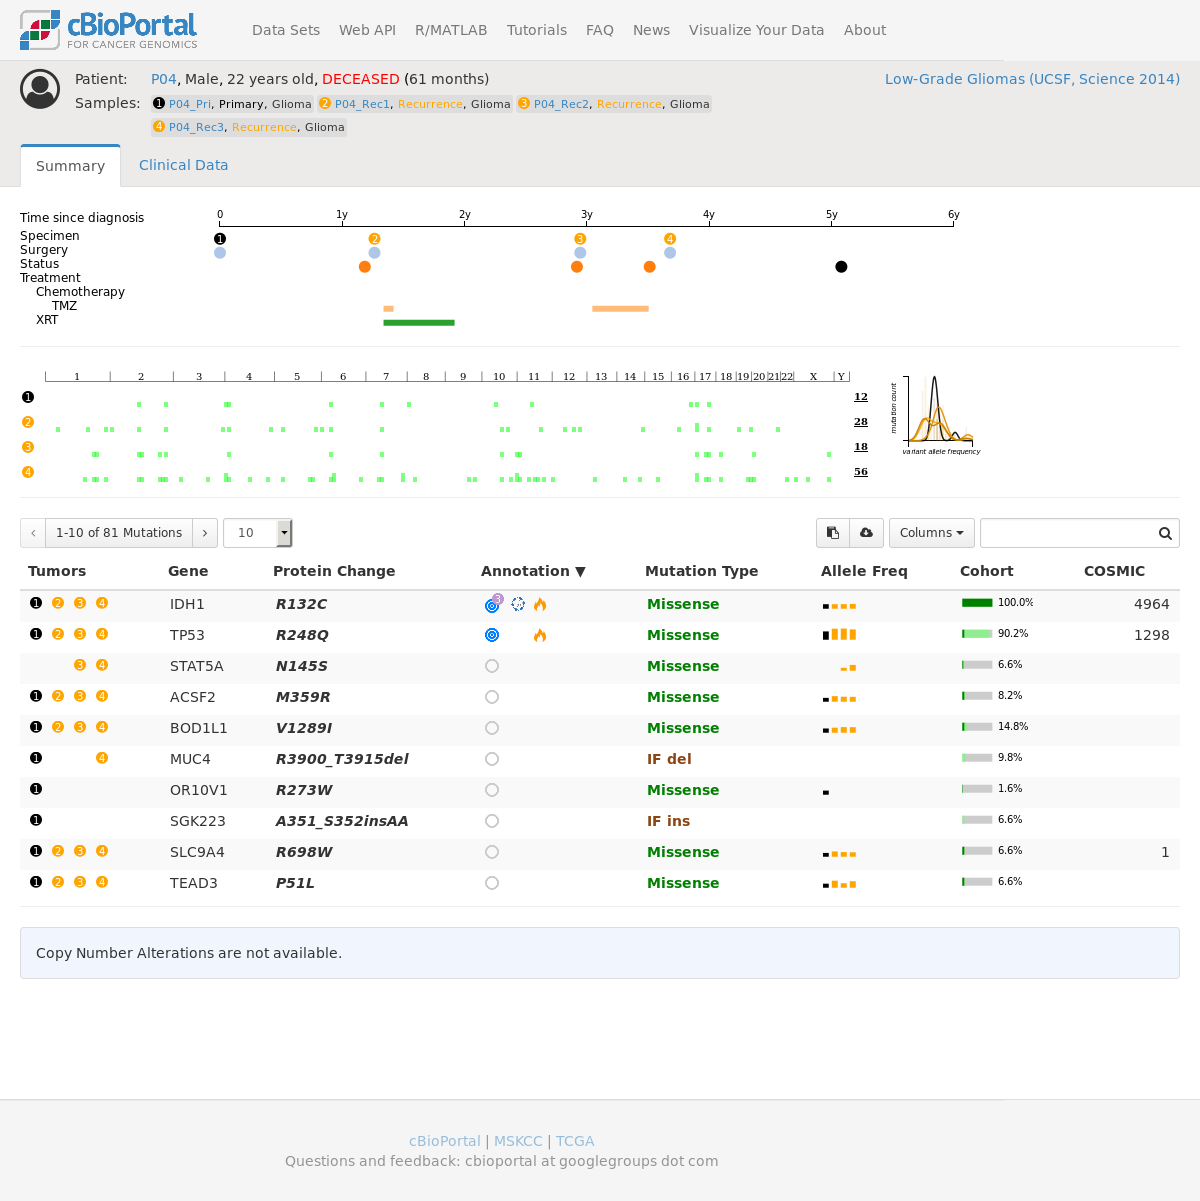 cBioPortal
FOR CANCER GENOMICS
Data Sets Web API R/MATLAB Tutorials FAQ News Visualize Your Data About
Patient: P04, Male, 22 years old, DECEASED (61 months) Low-Grade Gliomas (UCSF, Science 2014)
Samples: 1 P04_Pri, Primary, Glioma 2 P04_Rec1, Recurrence, Glioma 3 P04_Rec2, Recurrence, Glioma
4 P04_Rec3, Recurrence, Glioma
Summary Clinical Data
0 1y 2y 3y 4y 5y 6y
Time since diagnosis
Specimen 1 2 3 4
Surgery
Status
Treatment
Chemotherapy
TMZ
XRT
1 2 3 4 5 6 7 8 9 10 11 12 13 14 15 16 17 18 19 20 21 22 X Y
1 12
2 28
3 18
4 56
mutation count
variant allele frequency
‹ 1-10 of 81 Mutations › 10 Columns
Tumors Gene Protein Change Annotation ▼ Mutation Type Allele Freq Cohort COSMIC
1 2 3 4 IDH1 R132C 3 Missense 100.0% 4964
1 2 3 4 TP53 R248Q Missense 90.2% 1298
3 4 STAT5A N145S Missense 6.6%
1 2 3 4 ACSF2 M359R Missense 8.2%
1 2 3 4 BOD1L1 V1289I Missense 14.8%
1 4 MUC4 R3900_T3915del IF del 9.8%
1 OR10V1 R273W Missense 1.6%
1 SGK223 A351_S352insAA IF ins 6.6%
1 2 3 4 SLC9A4 R698W Missense 6.6% 1
1 2 3 4 TEAD3 P51L Missense 6.6%
Copy Number Alterations are not available.
cBioPortal | MSKCC | TCGA
Questions and feedback: cbioportal at googlegroups dot com